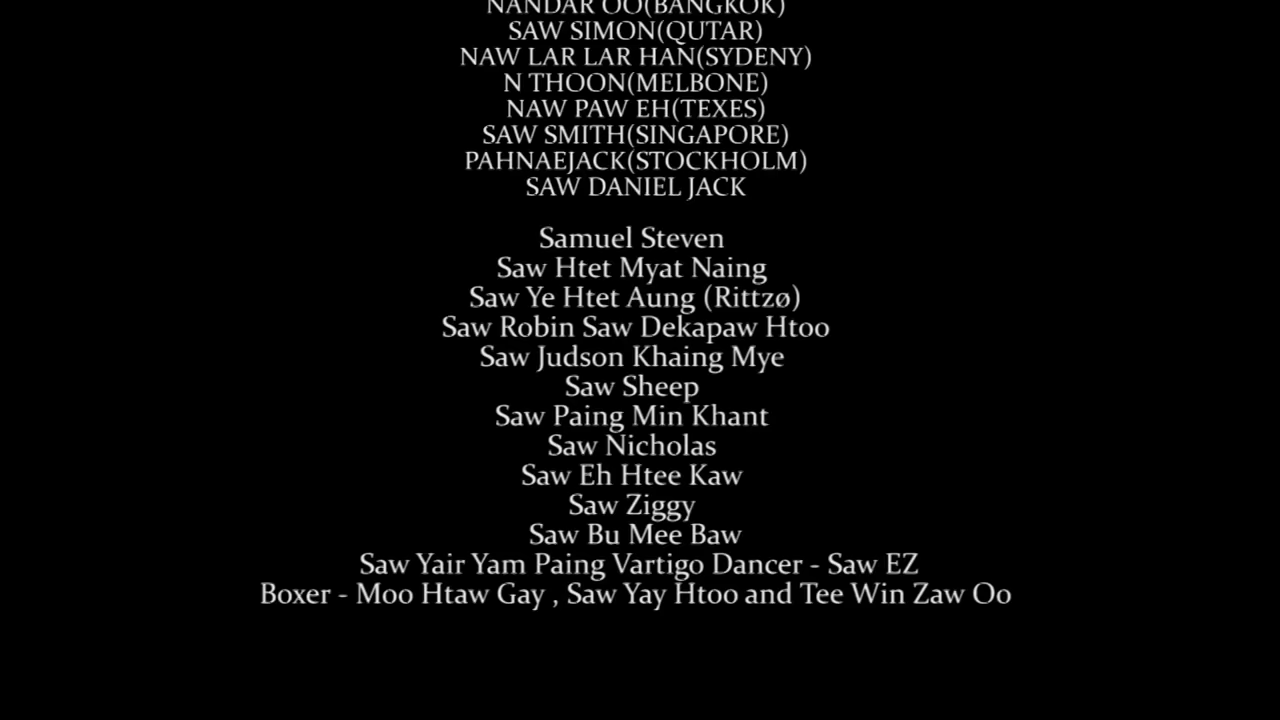 NANDAR OO(BANGKOK)
SAW SIMON(QUTAR)
NAW LAR LAR HAN(SYDENY)
N THOON(MELBONE)
NAW PAW EH(TEXES)
SAW SMITH(SINGAPORE)
PAHNAEJACK(STOCKHOLM)
SAW DANIEL JACK
Samuel Steven
Saw Htet Myat Naing
Saw Ye Htet Aung (Rittzø)
Saw Robin Saw Dekapaw Htoo
Saw Judson Khaing Mye
Saw Sheep
Saw Paing Min Khant
Saw Nicholas
Saw Eh Htee Kaw
Saw Ziggy
Saw Bu Mee Baw
Saw Yair Yam Paing Vartigo Dancer - Saw EZ
Boxer - Moo Htaw Gay , Saw Yay Htoo and Tee Win Zaw Oo